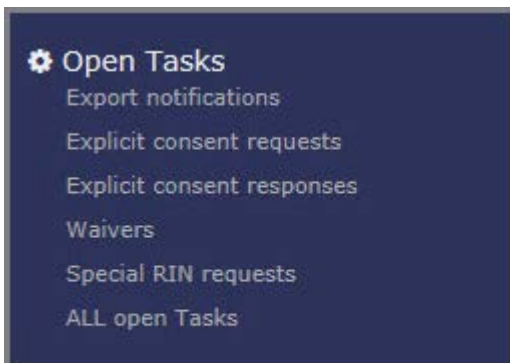 Open Tasks
Export notifications
Explicit consent requests
Explicit consent responses
Waivers
Special RIN requests
ALL open Tasks